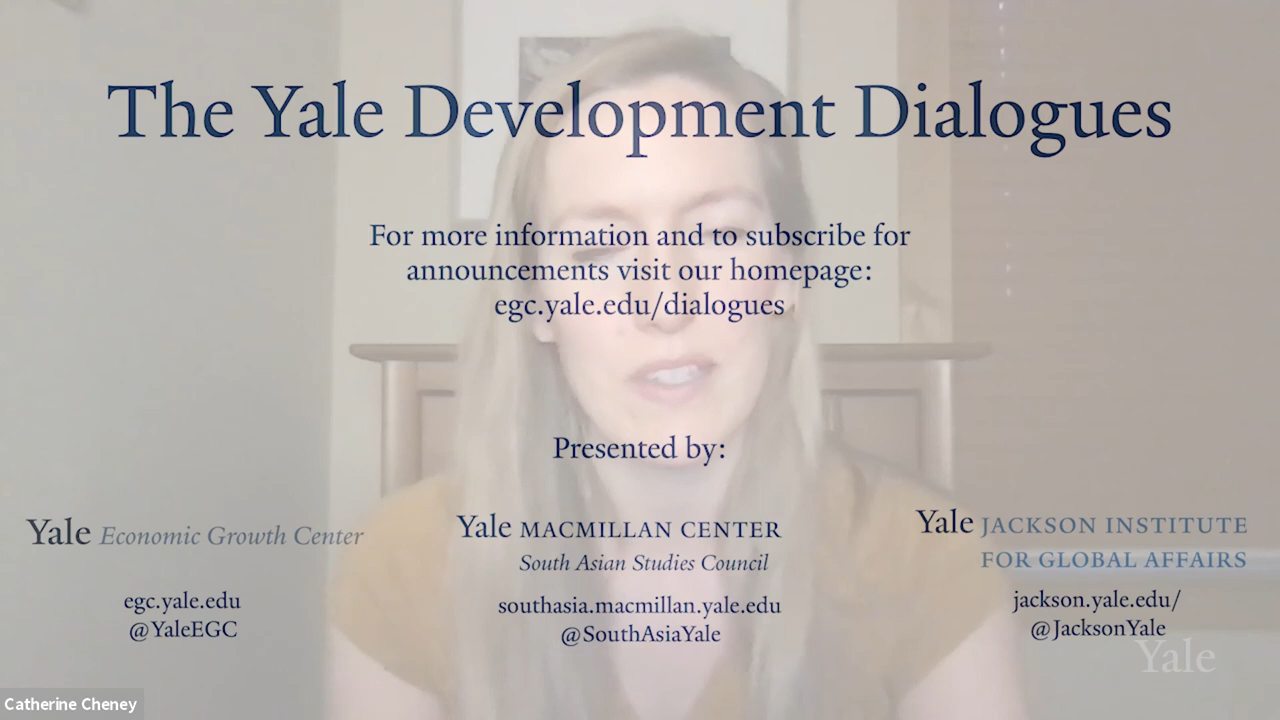 The Yale Development Dialogues
For more information and to subscribe for
announcements visit our homepage:
egc.yale.edu/dialogues
Presented by:
Yale Economic Growth Center
egc.yale.edu
@YaleEGC
Yale MACMILLAN CENTER
South Asian Studies Council
southasia.macmillan.yale.edu
@SouthAsiaYale
Yale JACKSON INSTITUTE
FOR GLOBAL AFFAIRS
jackson.yale.edu/
@JacksonYale
Yale
Catherine Cheney